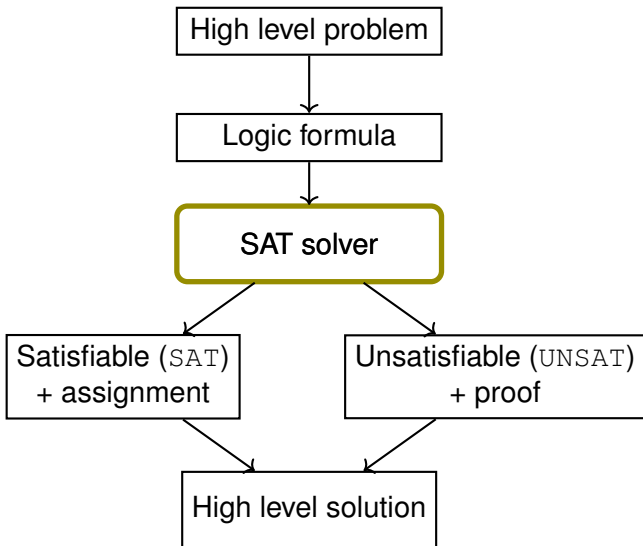 High level problem
Logic formula
SAT solver
Satisfiable (SAT)
+ assignment
Unsatisfiable (UNSAT)
+ proof
High level solution